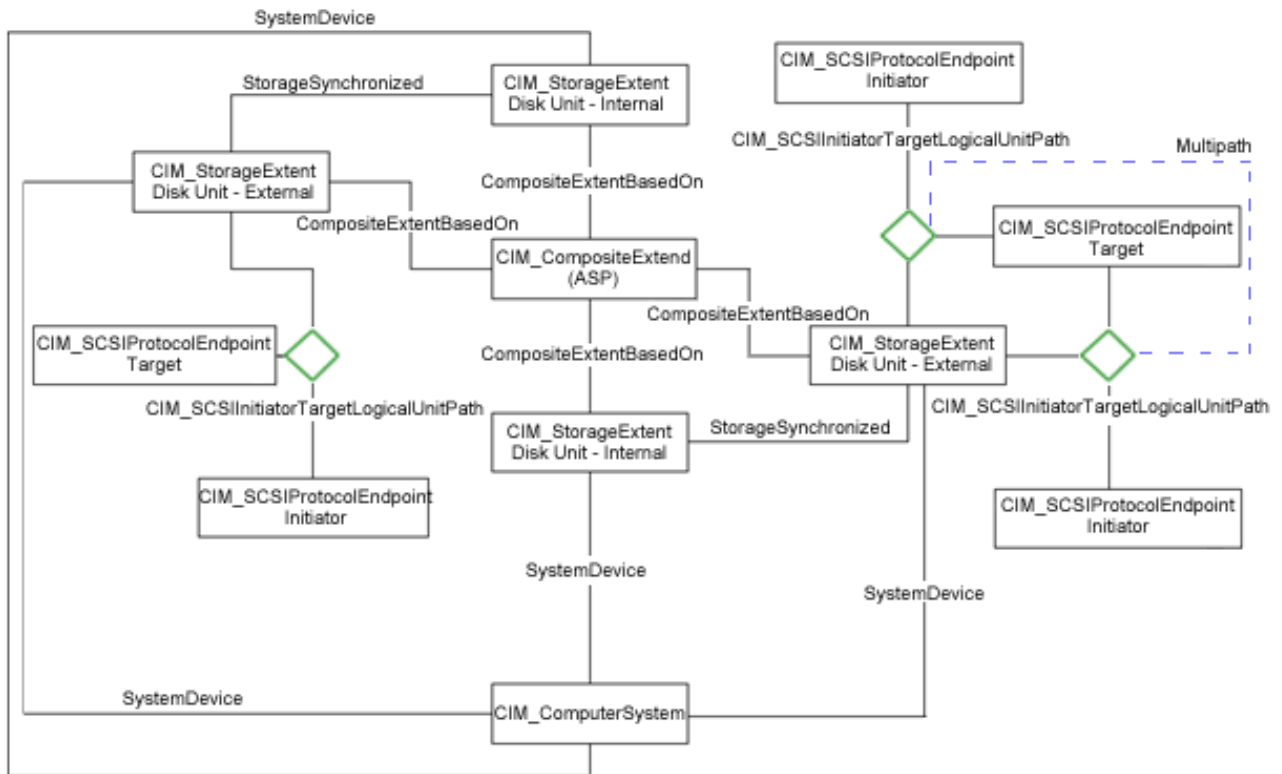 SystemDevice
CIM_StorageExtent
Disk Unit - Internal
StorageSynchronized
CIM_SCSIProtocolEndpoint
Initiator
CIM_SCSIInitiatorTargetLogicalUnitPath
Multipath
CIM_StorageExtent
Disk Unit - External
CompositeExtentBasedOn
CompositeExtentBasedOn
CIM_SCSIProtocolEndpoint
Target
CIM_CompositeExtend
(ASP)
CompositeExtentBasedOn
CIM_SCSIProtocolEndpoint
Target
CompositeExtentBasedOn
CIM_StorageExtent
Disk Unit - External
CIM_SCSIInitiatorTargetLogicalUnitPath
CIM_SCSIInitiatorTargetLogicalUnitPath
CIM_StorageExtent
Disk Unit - Internal
StorageSynchronized
CIM_SCSIProtocolEndpoint
Initiator
CIM_SCSIProtocolEndpoint
Initiator
SystemDevice
SystemDevice
SystemDevice
CIM_ComputerSystem